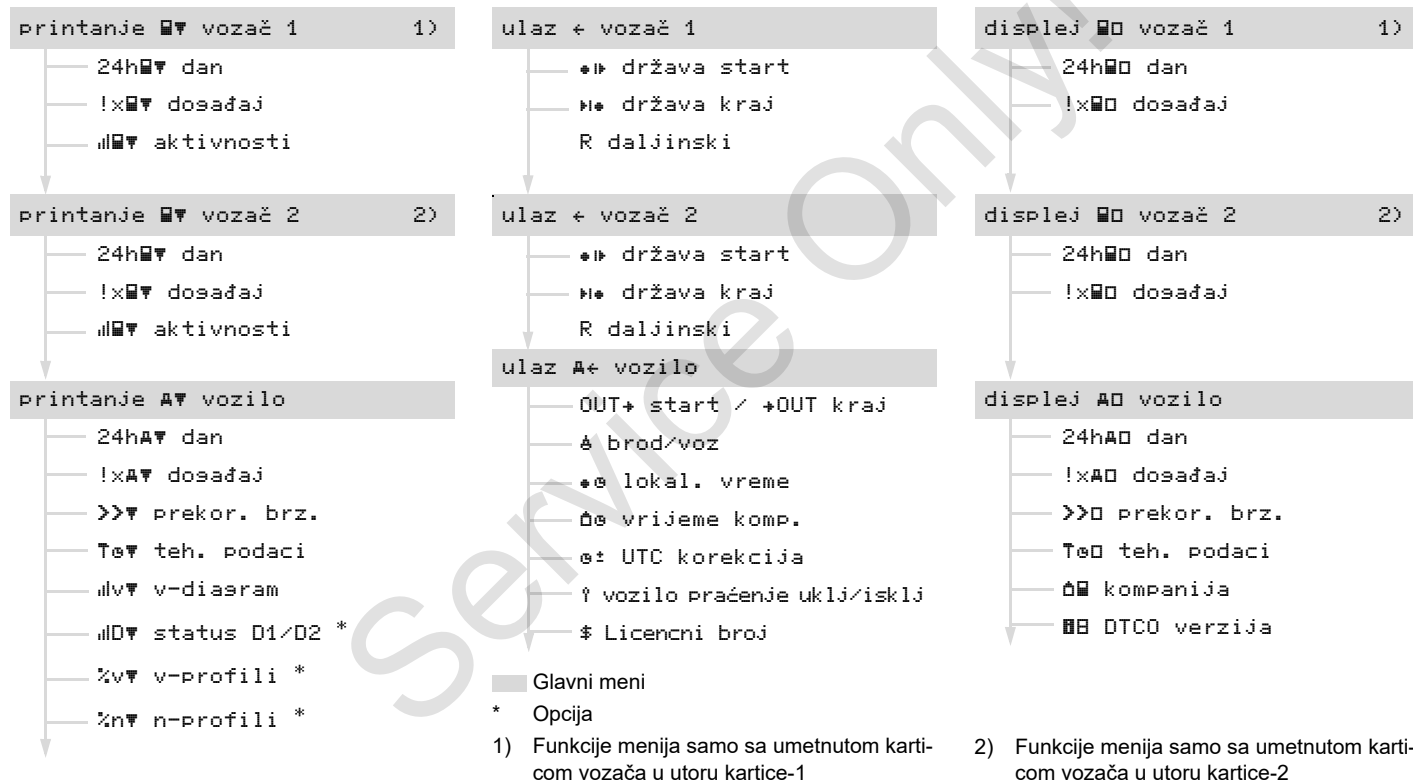 printanje vozač 1 1)
24h dan
!x događaj
aktivnosti
printanje vozač 2 2)
24h dan
!x događaj
aktivnosti
printanje vozilo
24h dan
!x događaj
>> prekor. brz.
teh. podaci
v v-diagram
D status D1/D2 *
%v v-profili *
%n n-profili *
ulaz ← vozač 1
država start
država kraj
R daljinski
ulaz ← vozač 2
država start
država kraj
R daljinski
ulaz ← vozilo
OUT→ start / →OUT kraj
brod/voz
lokal. vreme
vrijeme komp.
± UTC korekcija
vozilo praćenje uklj/isklj
$ Licencni broj
Glavni meni
* Opcija
1) Funkcije menija samo sa umetnutom karti-
com vozača u utoru kartice-1
displej vozač 1 1)
24h dan
!x događaj
displej vozač 2 2)
24h dan
!x događaj
displej vozilo
24h dan
!x događaj
>> prekor. brz.
teh. podaci
kompanija
DTCO verzija
2) Funkcije menija samo sa umetnutom karti-
com vozača u utoru kartice-2
Service Only!